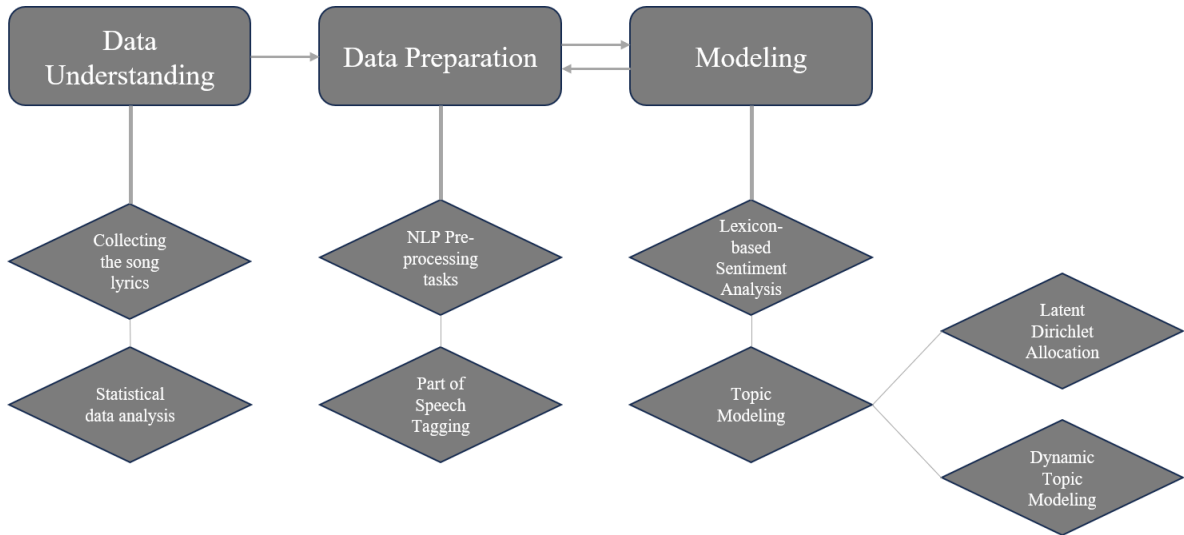 Data
Understanding
Data Preparation
Modeling
Collecting
the song
lyrics
NLP Pre-
processing
tasks
Lexicon-
based
Sentiment
Analysis
Latent
Dirichlet
Allocation
Statistical
data analysis
Part of
Speech
Tagging
Topic
Modeling
Dynamic
Topic
Modeling